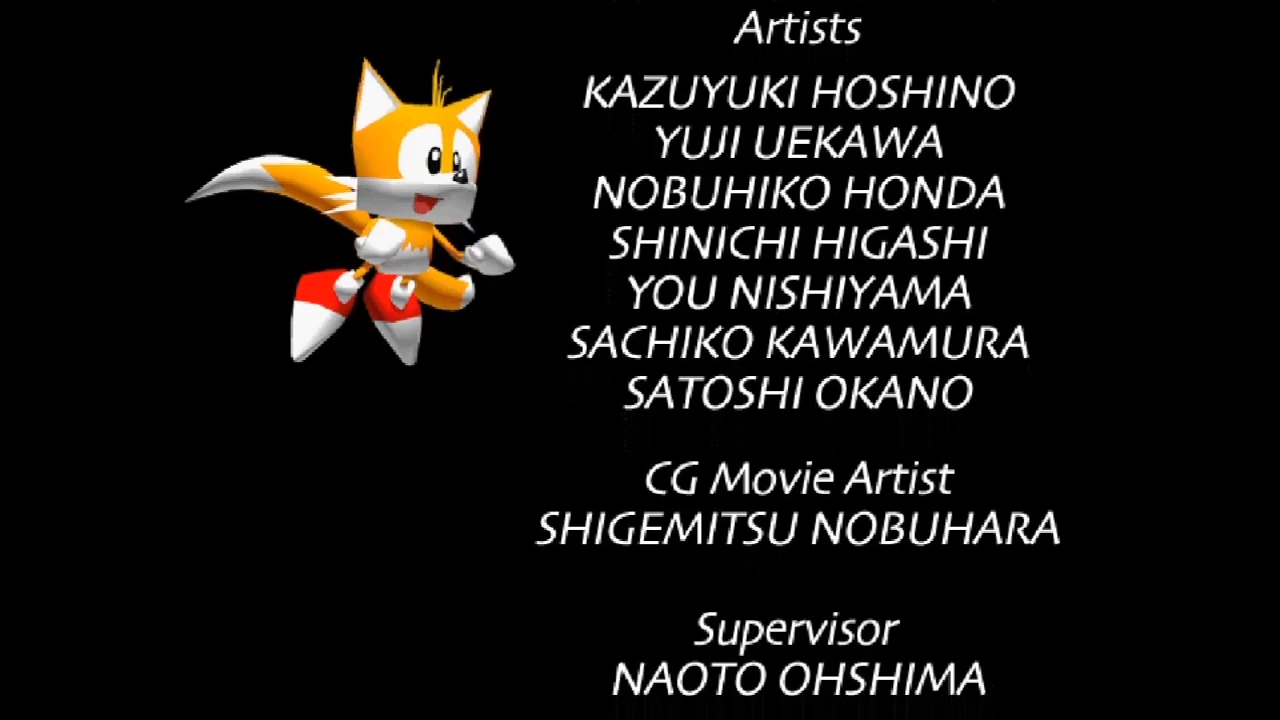 Artists
KAZUYUKI HOSHINO
YUJI UEKAWA
NOBUHIKO HONDA
SHINICHI HIGASHI
YOU NISHIYAMA
SACHIKO KAWAMURA
SATOSHI OKANO
CG Movie Artist
SHIGEMITSU NOBUHARA
Supervisor
NAOTO OHSHIMA